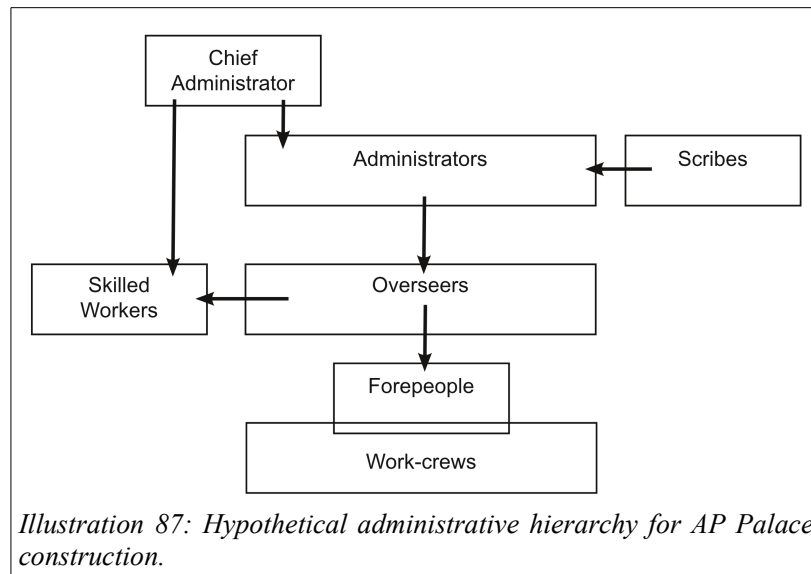 Chief
Administrator
Administrators
Scribes
Skilled
Workers
Overseers
Forepeople
Work-crews
Illustration 87: Hypothetical administrative hierarchy for AP Palace
construction.